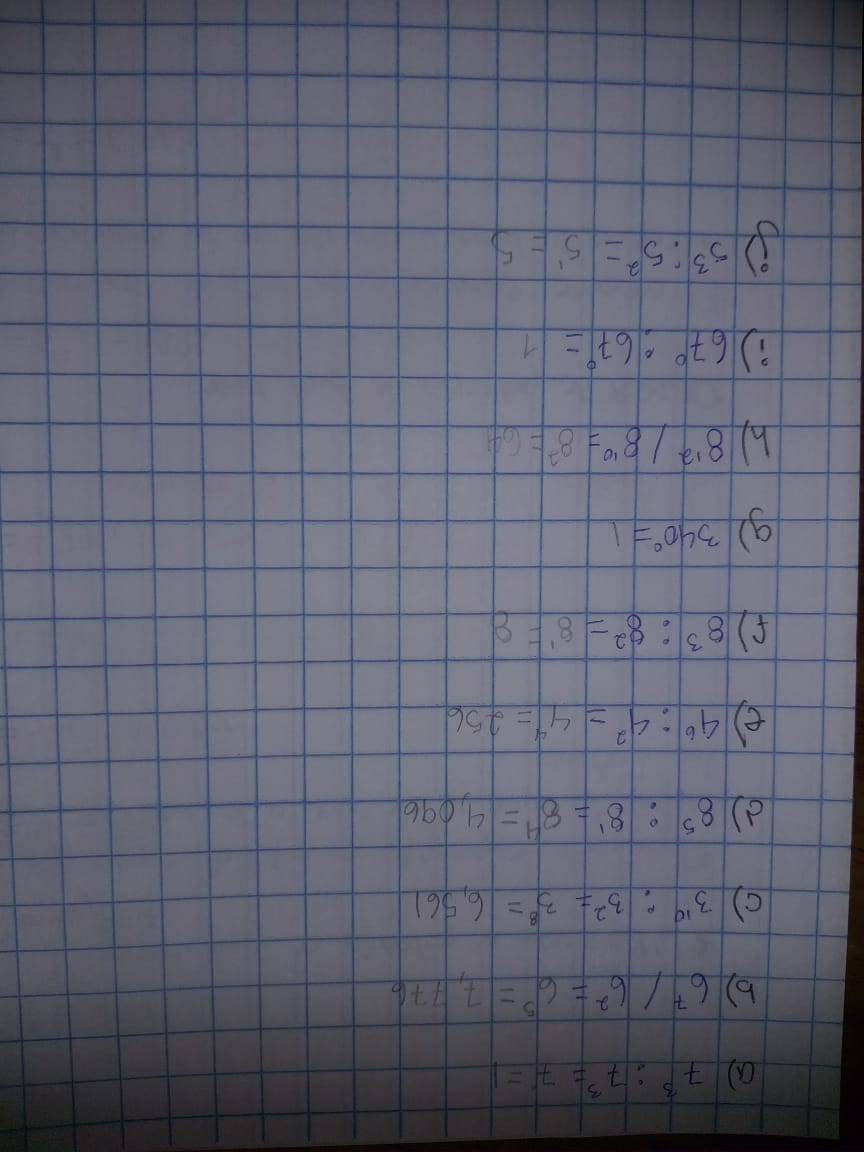 a) 7³ : 7³ = 7 = 1
b) 6⁷ / 6² = 6⁵ = 7,776
c) 3¹⁰ : 3² = 3⁸ = 6,561
d) 8⁵ : 8¹ = 8⁴ = 4,096
e) 4⁶ : 4² = 4⁴ = 256
f) 8³ : 8² = 8¹ = 8
g) 340⁰ = 1
h) 8¹² / 8¹⁰ = 8² = 64
i) 67⁰ : 67⁰ = 1
j) 5³ : 5² = 5¹ = 5